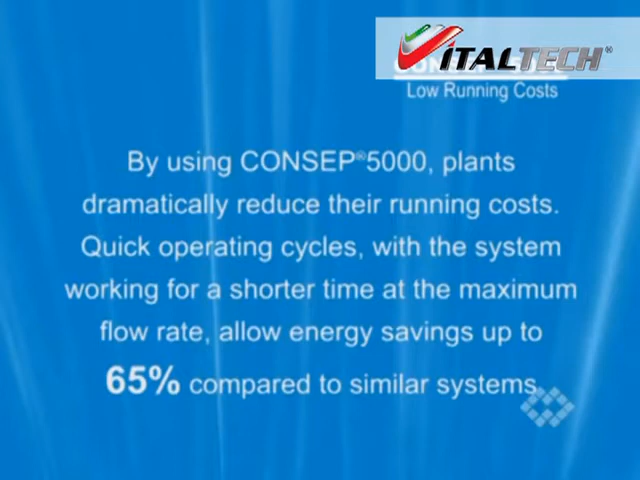 VITALTECH®
Low Running Costs
By using CONSEP®5000, plants
dramatically reduce their running costs.
Quick operating cycles, with the system
working for a shorter time at the maximum
flow rate, allow energy savings up to
65% compared to similar systems